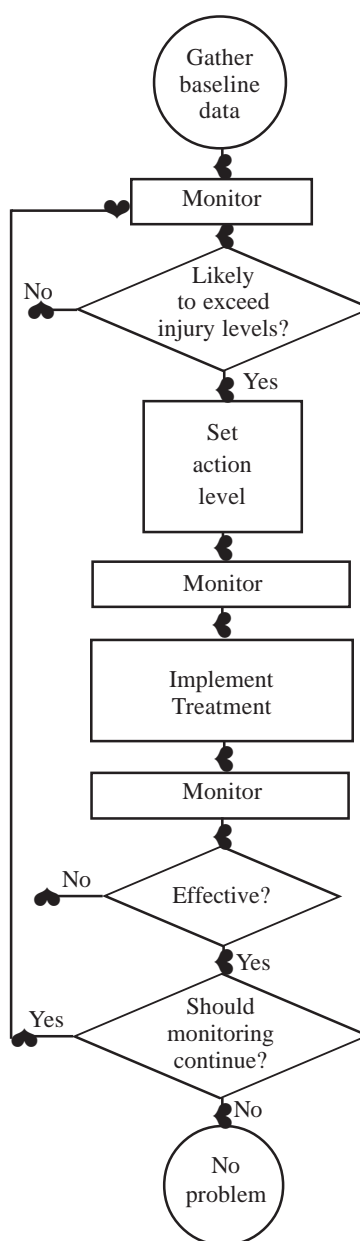 Gather
baseline
data
Monitor
Likely
to exceed
injury levels?
No
Yes
Set
action
level
Monitor
Implement
Treatment
Monitor
No
Effective?
Yes
Should
monitoring
continue?
Yes
No
No
problem